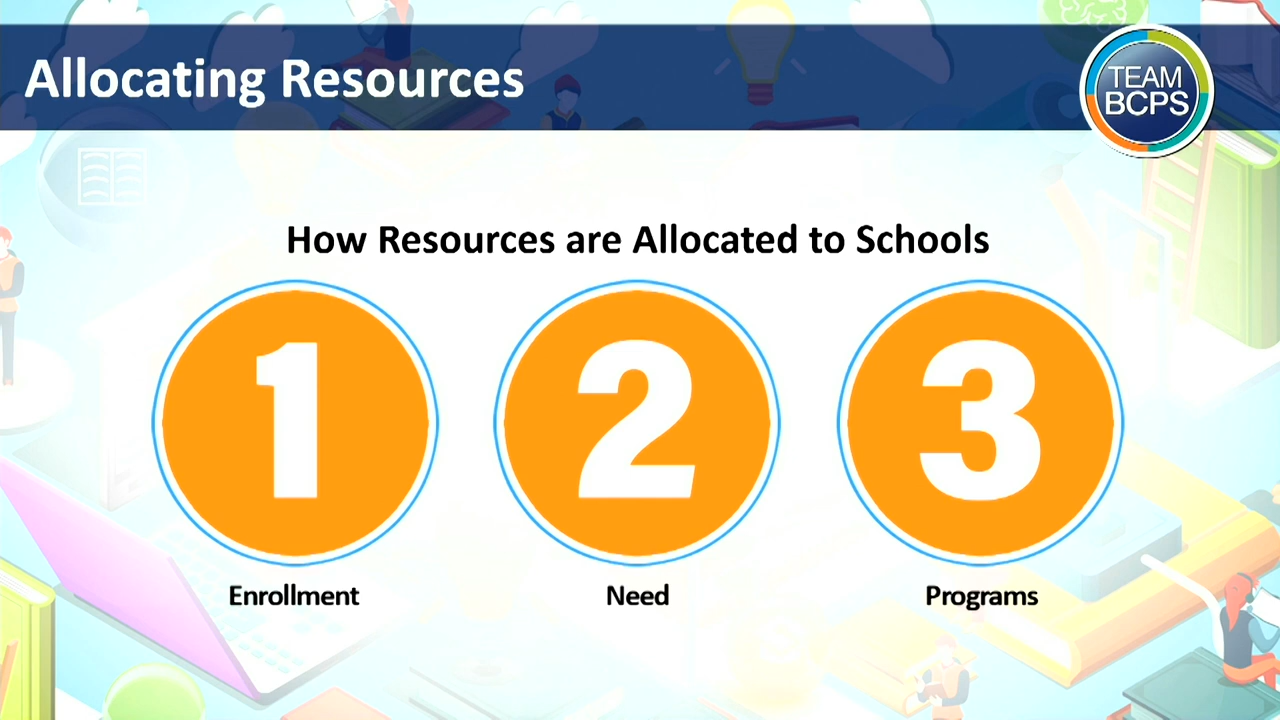 Allocating Resources
TEAM
BCPS
How Resources are Allocated to Schools
1
2
3
Enrollment
Need
Programs